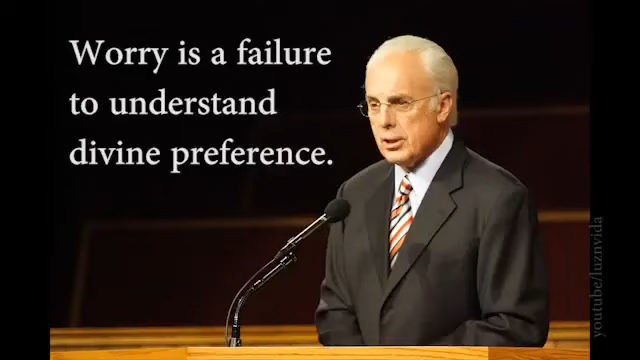 Worry is a failure
to understand
divine preference.
youtube/luznvida